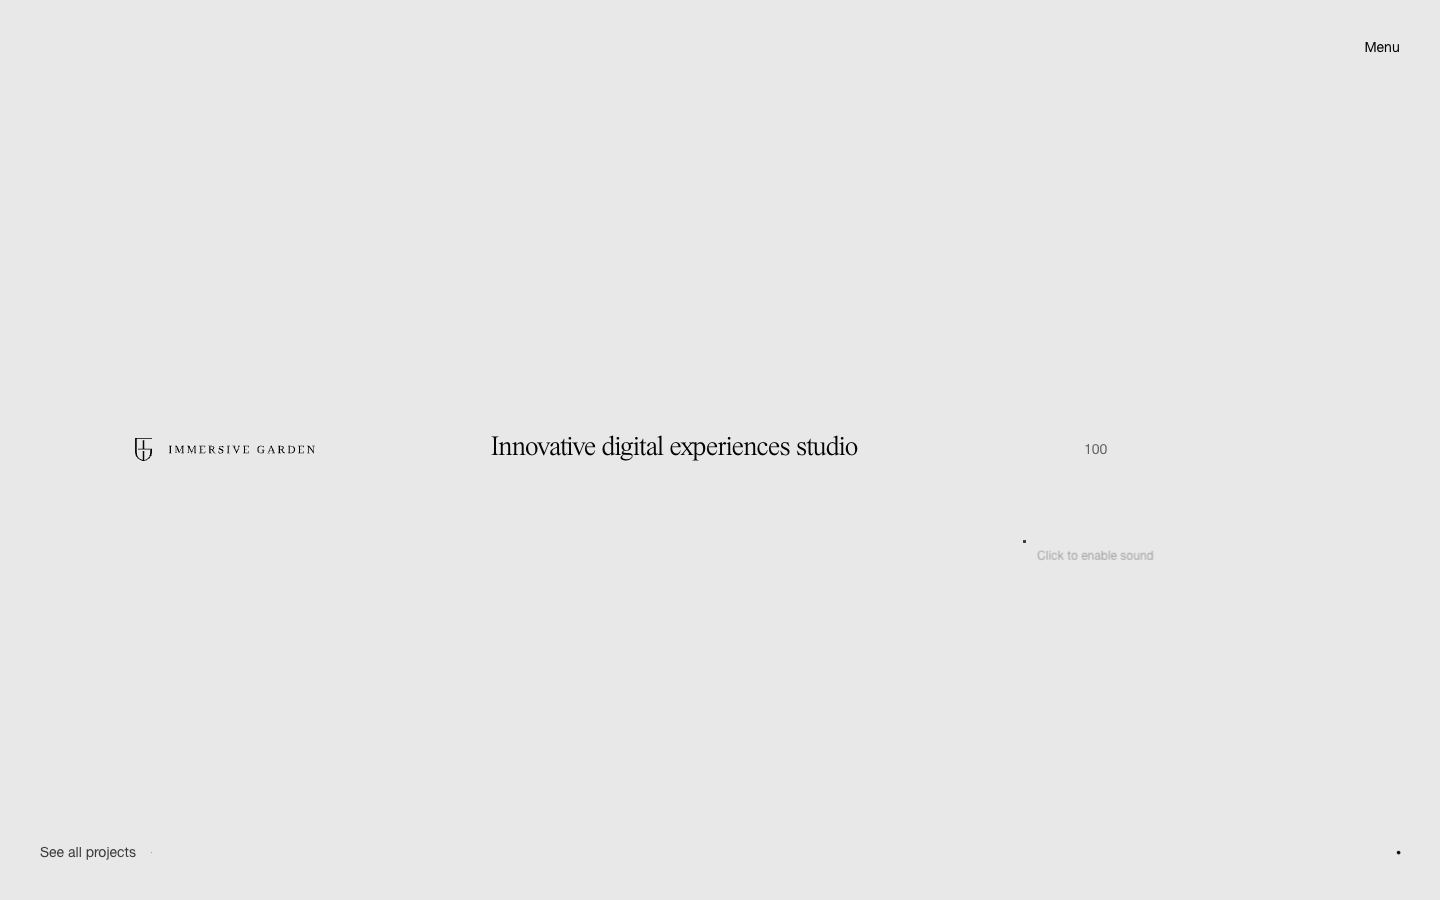 Menu
IMMERSIVE GARDEN
Innovative digital experiences studio
100
Click to enable sound
See all projects